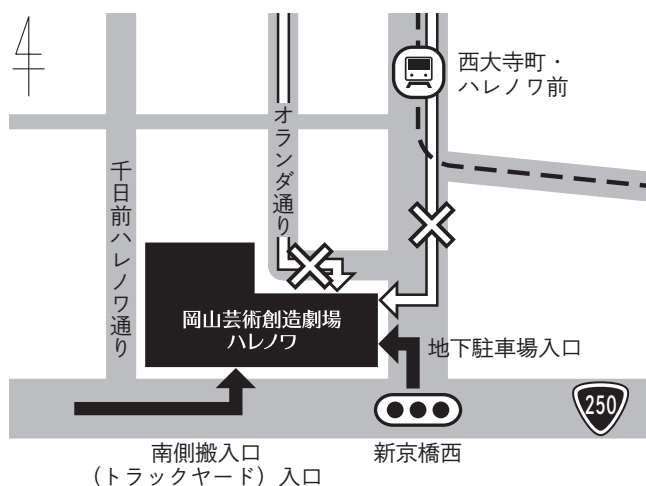 西大寺町・
ハレノワ前
オランダ通り
千日前ハレノワ通り
岡山芸術創造劇場
ハレノワ
地下駐車場入口
250
南側搬入口
（トラックヤード）入口
新京橋西